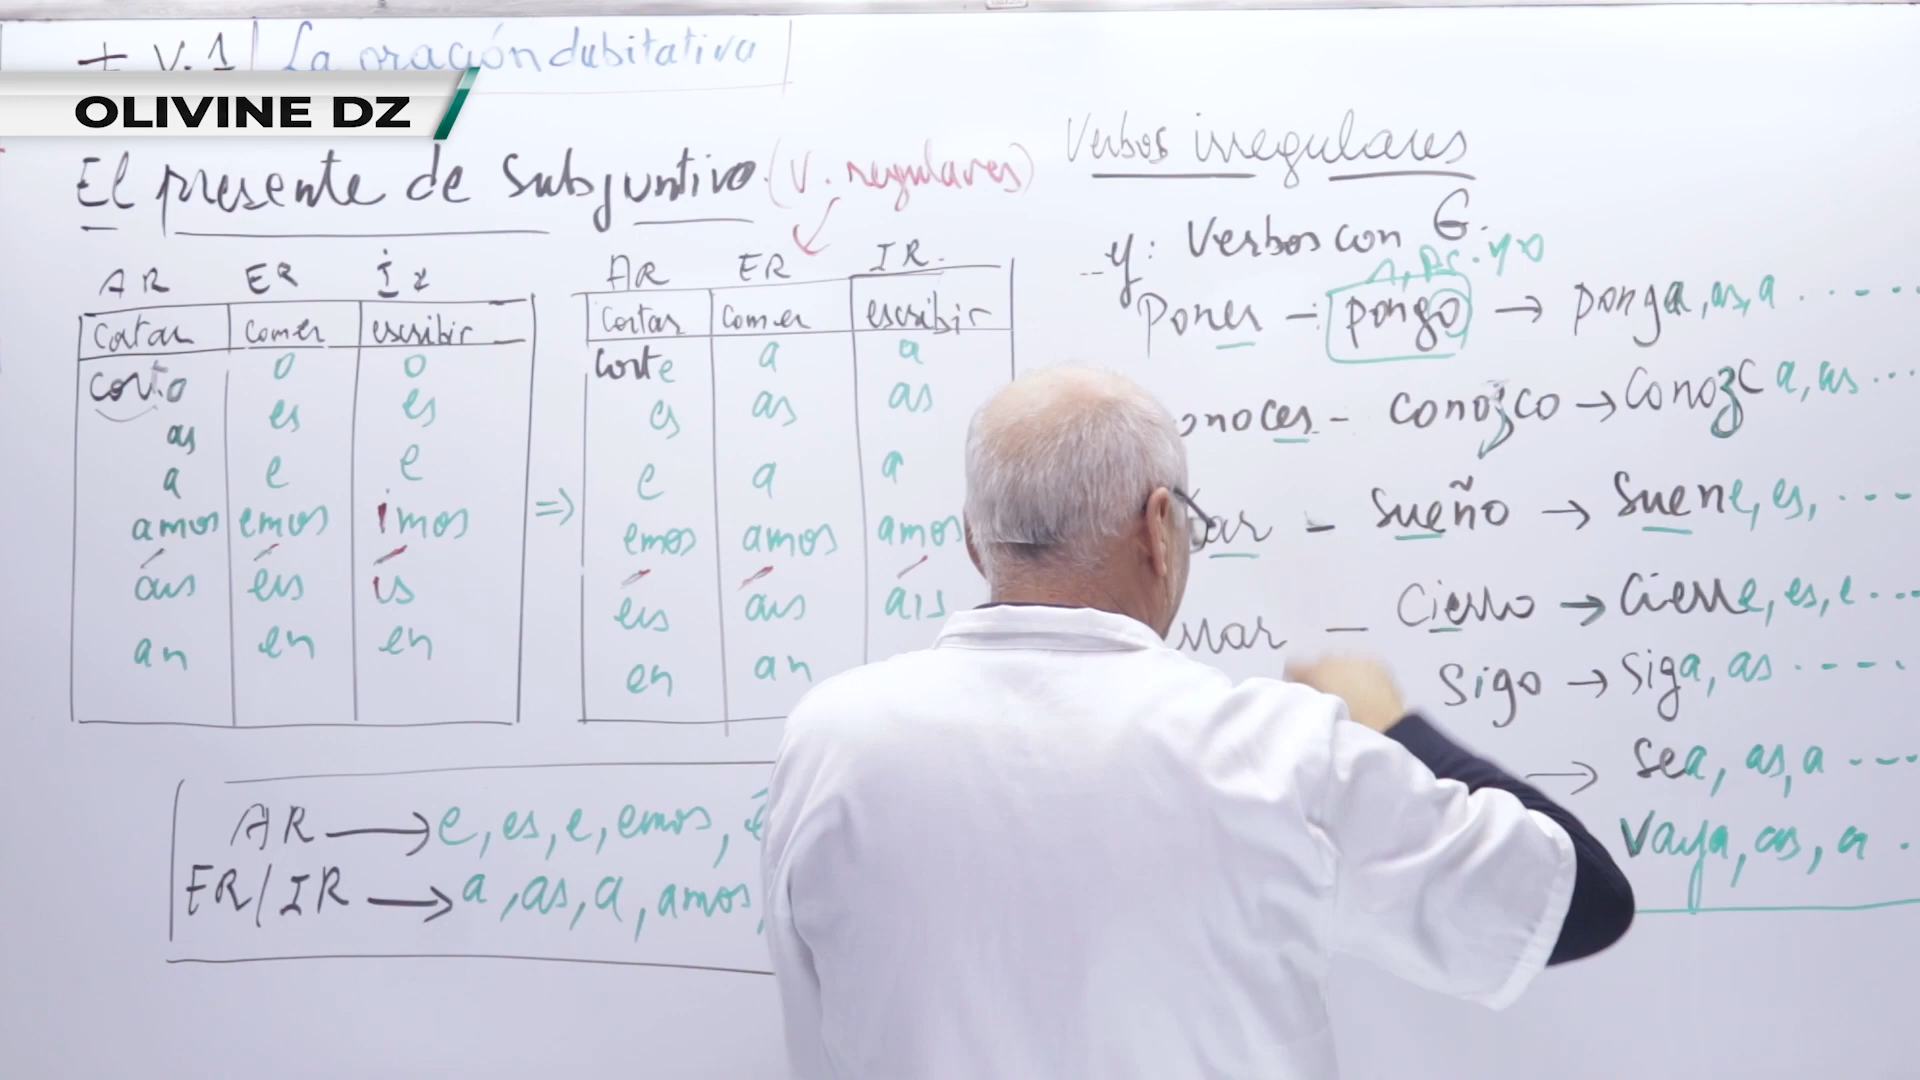 + V.1 La oración dubitativa
OLIVINE DZ
El presente de Subjuntivo. (V. regulares)
AR ER
Cortar Comer escribir
corto o o
as es es
a e e
amos emos imos
áis éis ís
an en en
⇒
AR ER IR.
Cortar Comer escribir
Corte a a
es as as
e a a
emos amos amos
éis áis áis
en an
AR → e, es, e, emos,
ER/IR → a, as, a, amos,
Verbos irregulares
Verbos con G.
Poner – pongo → ponga, as, a .....
conozco → Conozca, as ...
– Sueño → Suene, es, ....
– Cierro → Cierre, es, e ....
Sigo → siga, as .....
→ Sea, as, a ....
Vaya, as, a .